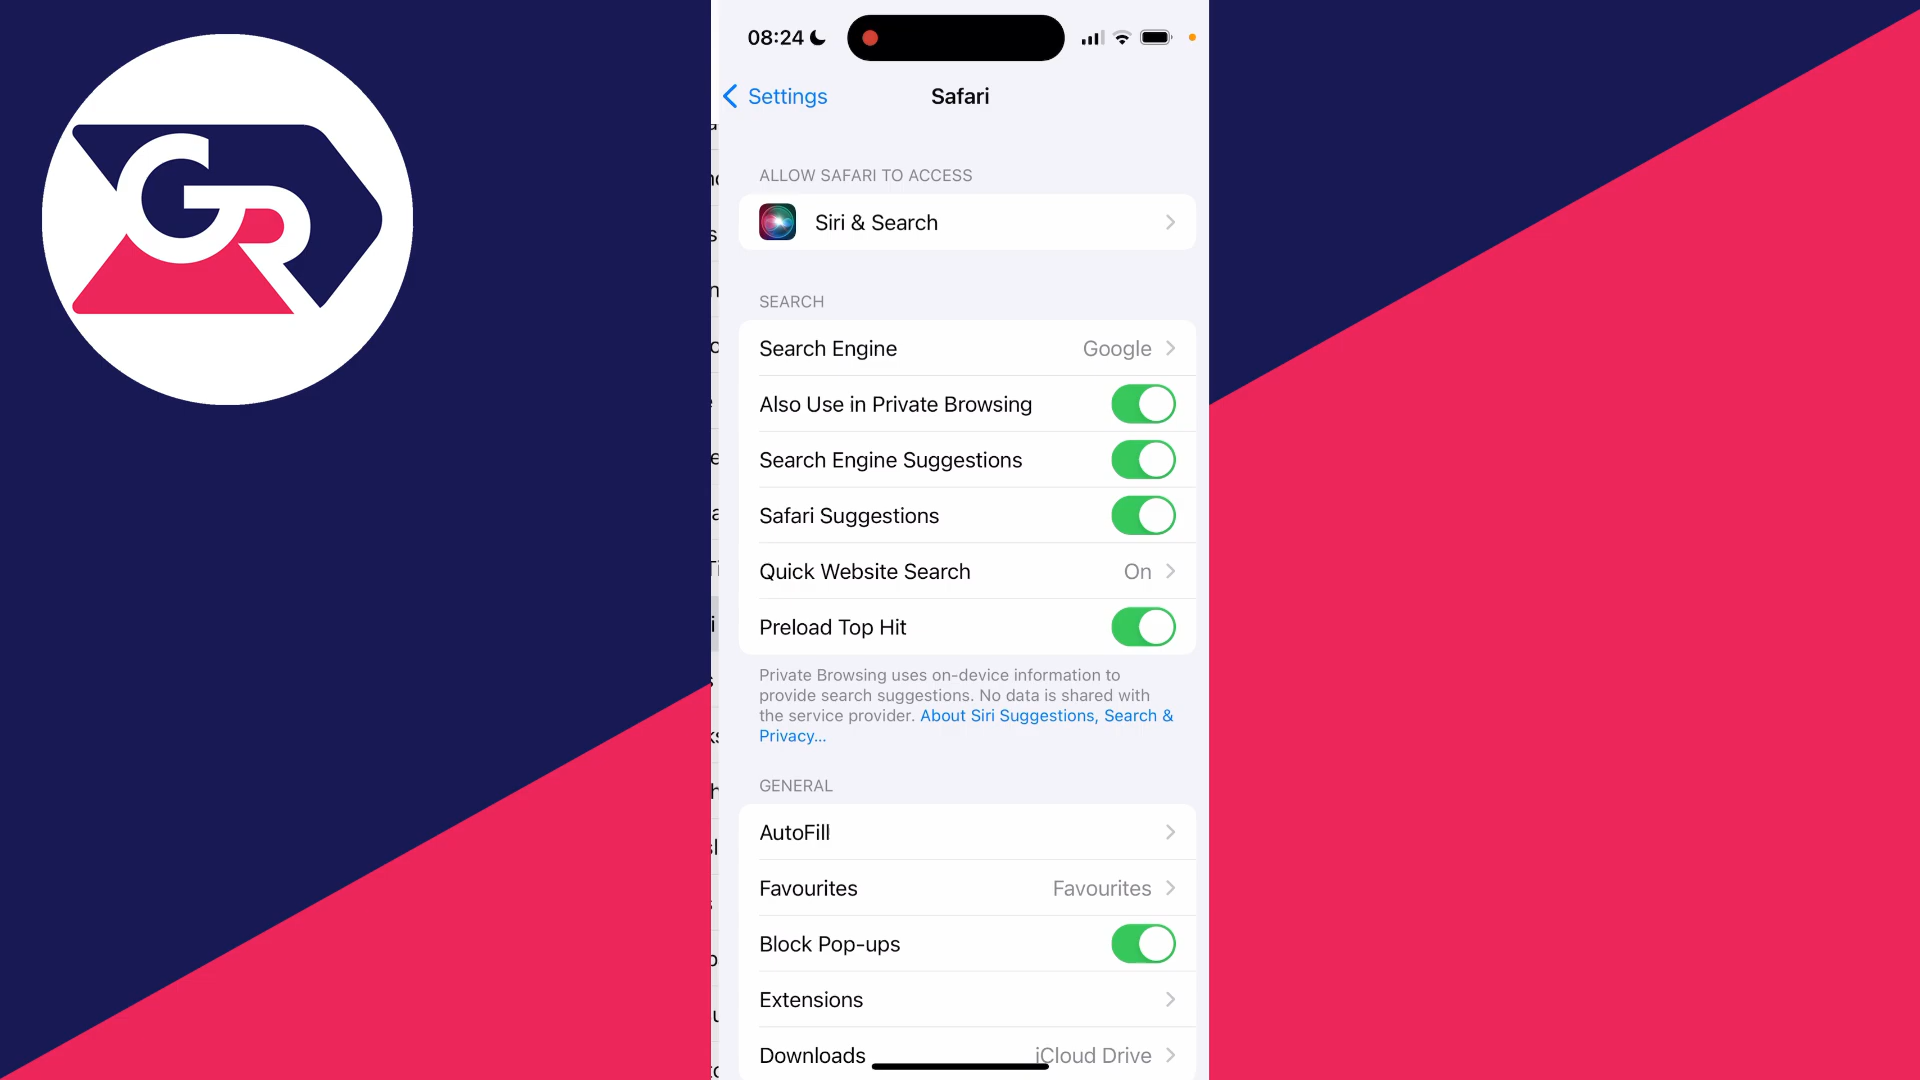 GR
08:24
Settings
Safari
ALLOW SAFARI TO ACCESS
Siri & Search
SEARCH
Search Engine Google
Also Use in Private Browsing
Search Engine Suggestions
Safari Suggestions
Quick Website Search On
Preload Top Hit
Private Browsing uses on-device information to
provide search suggestions. No data is shared with
the service provider. About Siri Suggestions, Search &
Privacy...
GENERAL
AutoFill
Favourites Favourites
Block Pop-ups
Extensions
Downloads iCloud Drive